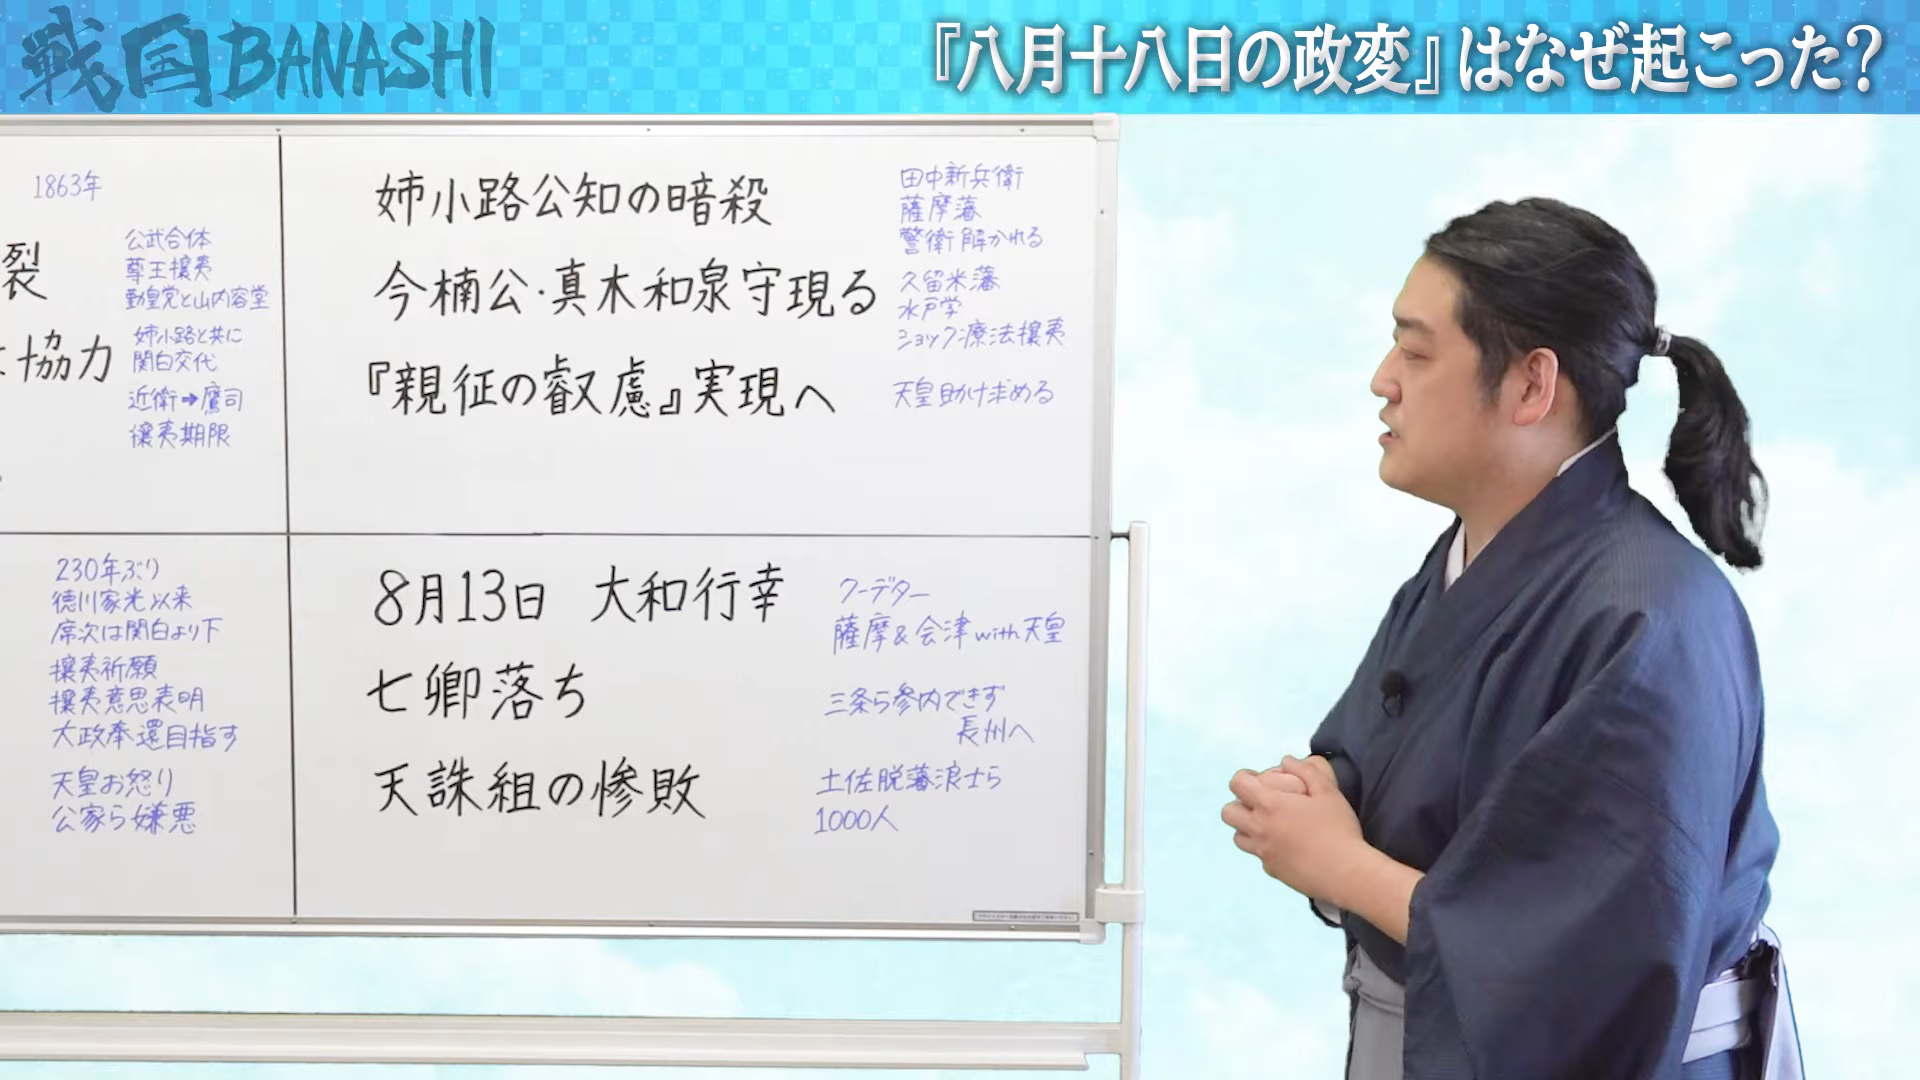 戦国BANASHI
『八月十八日の政変』はなぜ起こった?
1863年
裂
公武合体
尊王攘夷
勤皇党と山内容堂
協力
姉小路と共に
関白交代
近衛➡鷹司
攘夷期限
姉小路公知の暗殺
田中新兵衛
薩摩藩
警衛解かれる
今楠公・真木和泉守現る
久留米藩
水戸学
ショック療法攘夷
『親征の叡慮』実現へ
天皇助け求める
230年ぶり
徳川家光以来
席次は関白より下
攘夷祈願
攘夷意思表明
大政奉還目指す
天皇お怒り
公家ら嫌悪
8月13日 大和行幸
クーデター
薩摩&会津with天皇
七卿落ち
三条ら参内できず
長州へ
天誅組の惨敗
土佐脱藩浪士ら
1000人